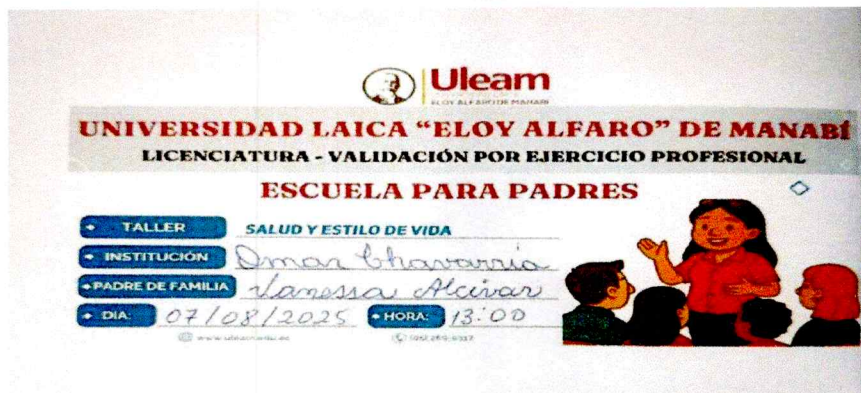 Uleam
ELOY ALFARO DE MANABÍ
UNIVERSIDAD LAICA “ELOY ALFARO” DE MANABÍ
LICENCIATURA - VALIDACIÓN POR EJERCICIO PROFESIONAL
ESCUELA PARA PADRES
TALLER SALUD Y ESTILO DE VIDA
INSTITUCIÓN Omar Chavarría
PADRE DE FAMILIA Vanessa Alcivar
DIA: 07/08/2025 HORA: 13:00